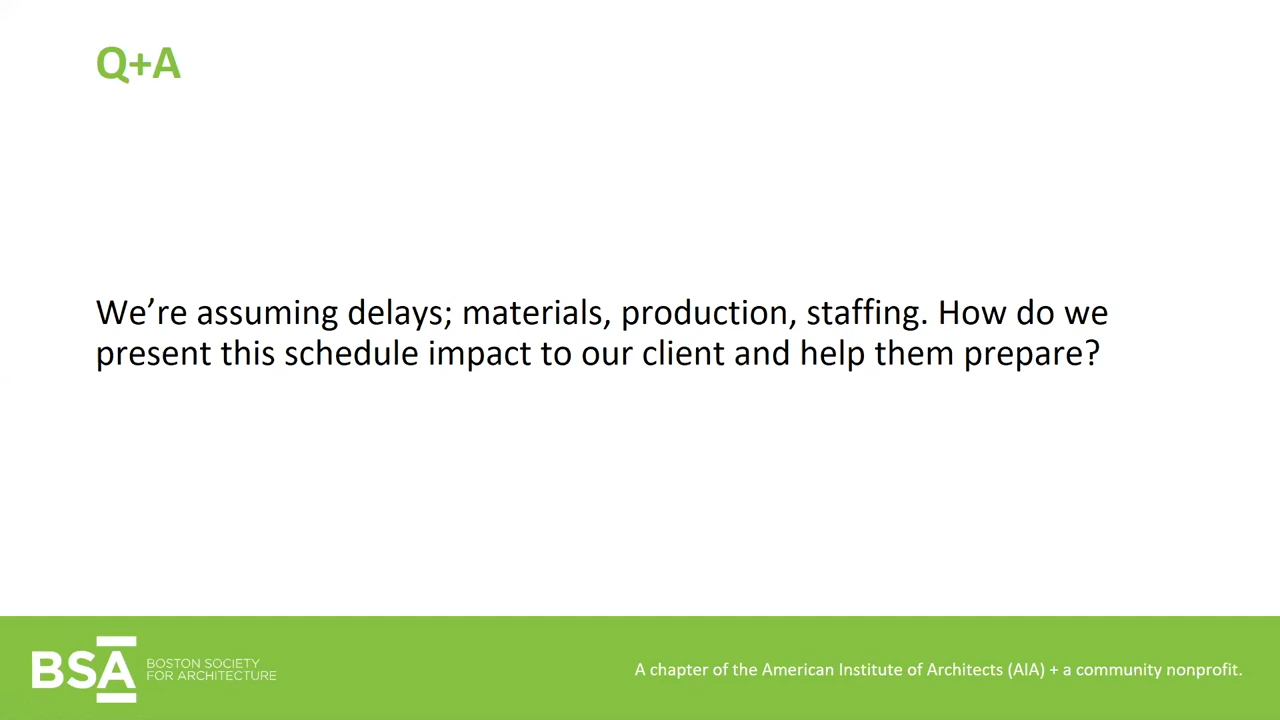 Q+A
We’re assuming delays; materials, production, staffing. How do we
present this schedule impact to our client and help them prepare?
BSA
BOSTON SOCIETY
FOR ARCHITECTURE
A chapter of the American Institute of Architects (AIA) + a community nonprofit.